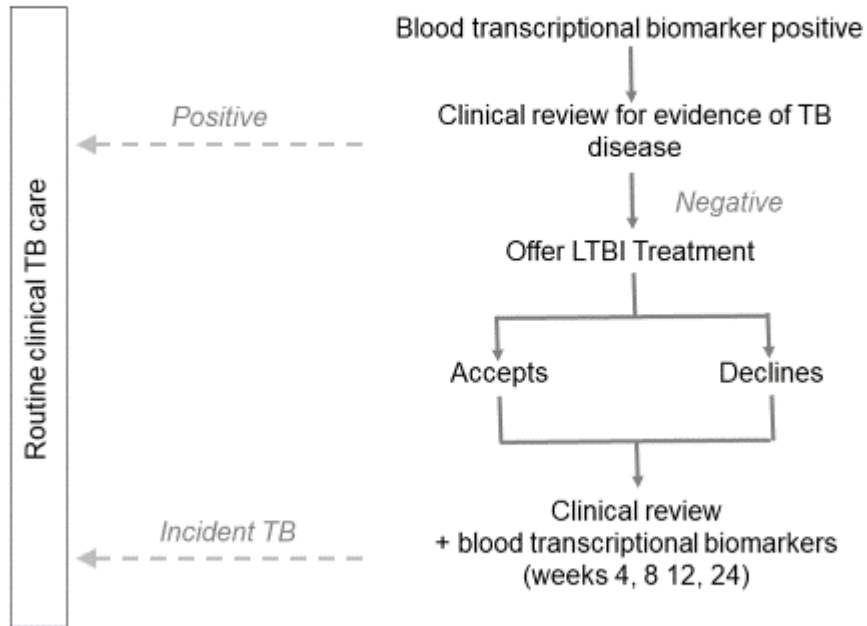 Routine clinical TB care
Blood transcriptional biomarker positive
Positive
Clinical review for evidence of TB
disease
Negative
Offer LTBI Treatment
Accepts
Declines
Incident TB
Clinical review
+ blood transcriptional biomarkers
(weeks 4, 8 12, 24)